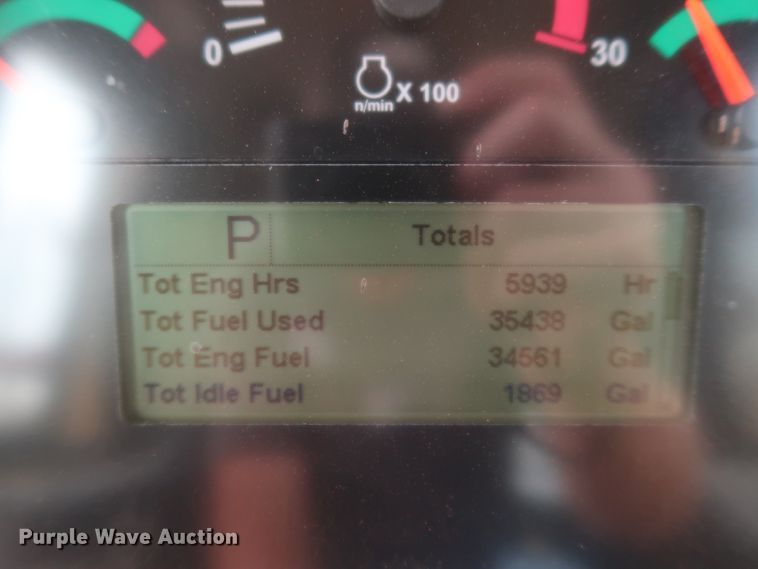 0
30
n/min X 100
P Totals
Tot Eng Hrs 5939 Hr
Tot Fuel Used 35438 Gal
Tot Eng Fuel 34561 Gal
Tot Idle Fuel 1869 Gal
Purple Wave Auction